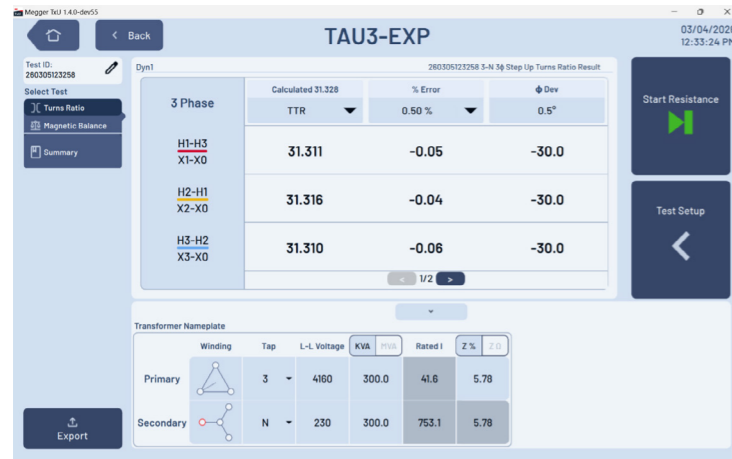 Megger TxU 1.4.0-dev55
Back
TAU3-EXP
03/04/202
12:33:24 P
Test ID:
260305123258
Select Test
Turns Ratio
Magnetic Balance
Summary
Export
Dyn1
260305123258 3-N 3ϕ Step Up Turns Ratio Result
3 Phase
Calculated 31.328
% Error
ϕ Dev
TTR
0.50 %
0.5°
H1-H3
X1-X0
31.311
-0.05
-30.0
H2-H1
X2-X0
31.316
-0.04
-30.0
H3-H2
X3-X0
31.310
-0.06
-30.0
< 1/2 >
Start Resistance
Test Setup
Transformer Nameplate
Winding Tap L-L Voltage KVA MVA Rated I Z % Z Ω
Primary 3 4160 300.0 41.6 5.78
Secondary N 230 300.0 753.1 5.78